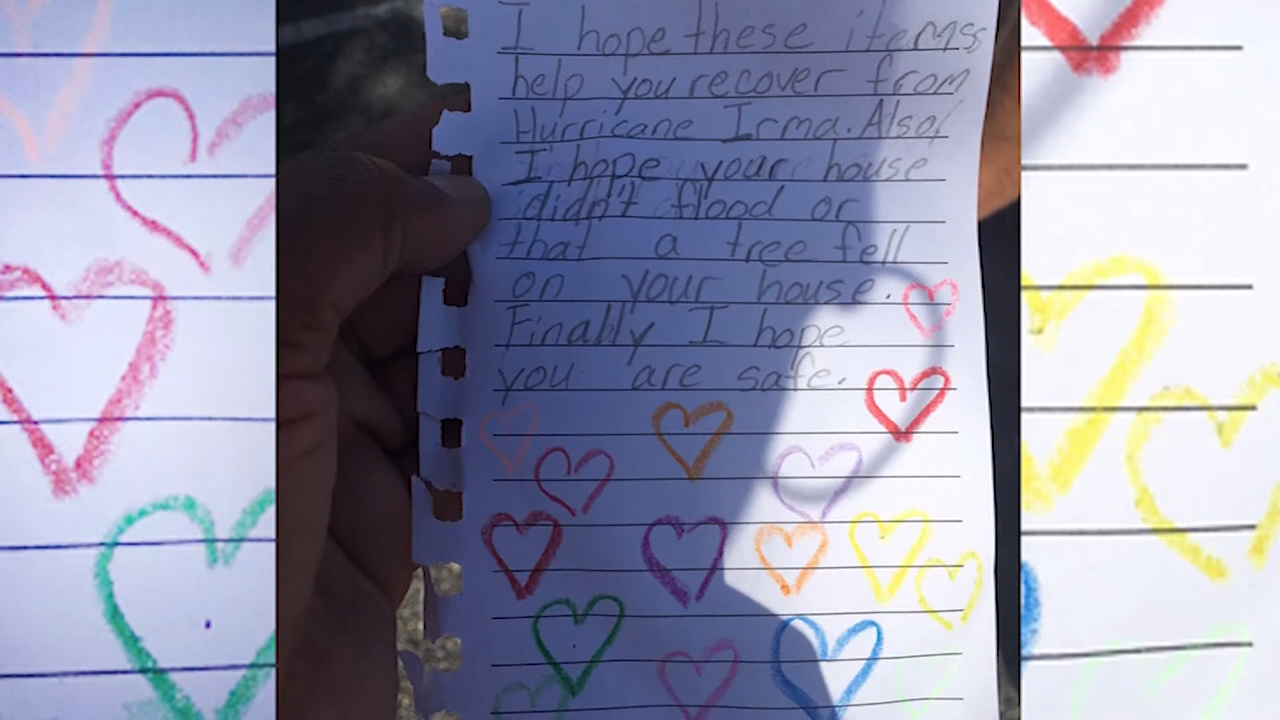 I hope these items
help you recover from
Hurricane Irma. Also,
I hope your house
didn't flood or
that a tree fell
on your house.
Finally I hope
you are safe.